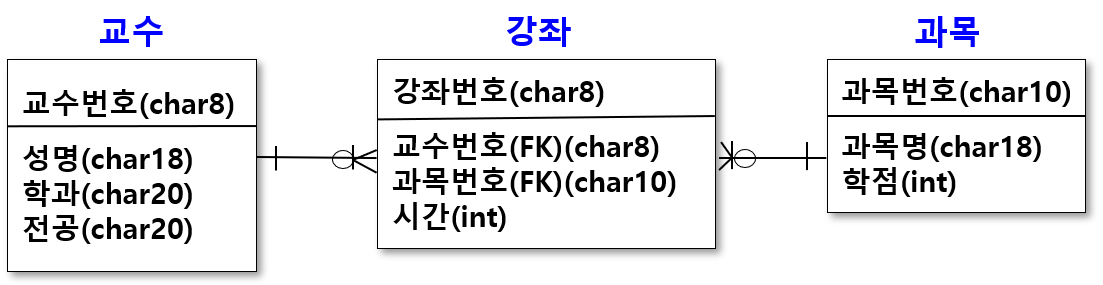 교수
교수번호(char8)
성명(char18)
학과(char20)
전공(char20)
강좌
강좌번호(char8)
교수번호(FK)(char8)
과목번호(FK)(char10)
시간(int)
과목
과목번호(char10)
과목명(char18)
학점(int)